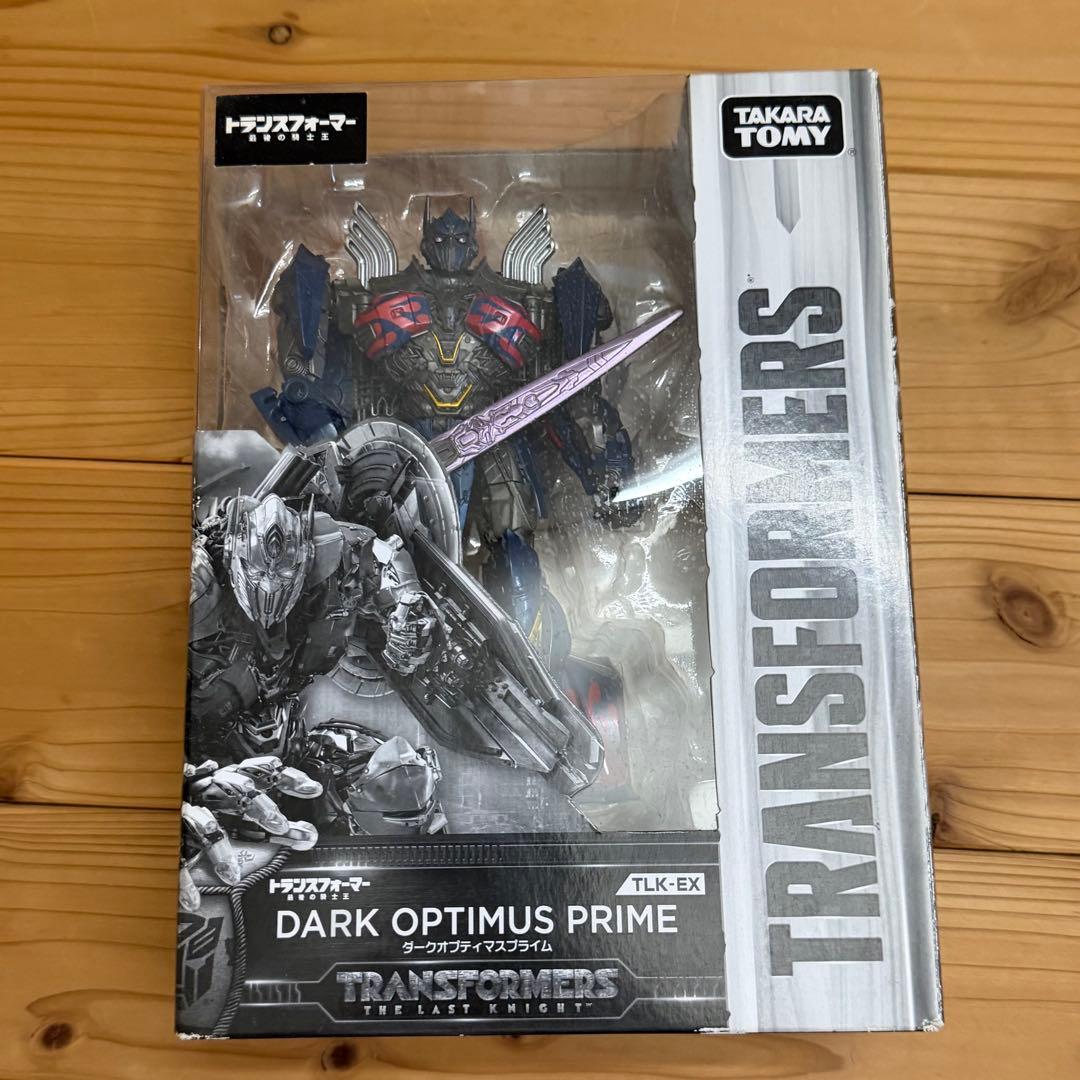 トランスフォーマー
最後の騎士王
TAKARA
TOMY
®
TRANSFORMERS
トランスフォーマー
最後の騎士王
TLK-EX
DARK OPTIMUS PRIME
ダークオプティマスプライム
TRANSFORMERS
THE LAST KNIGHT